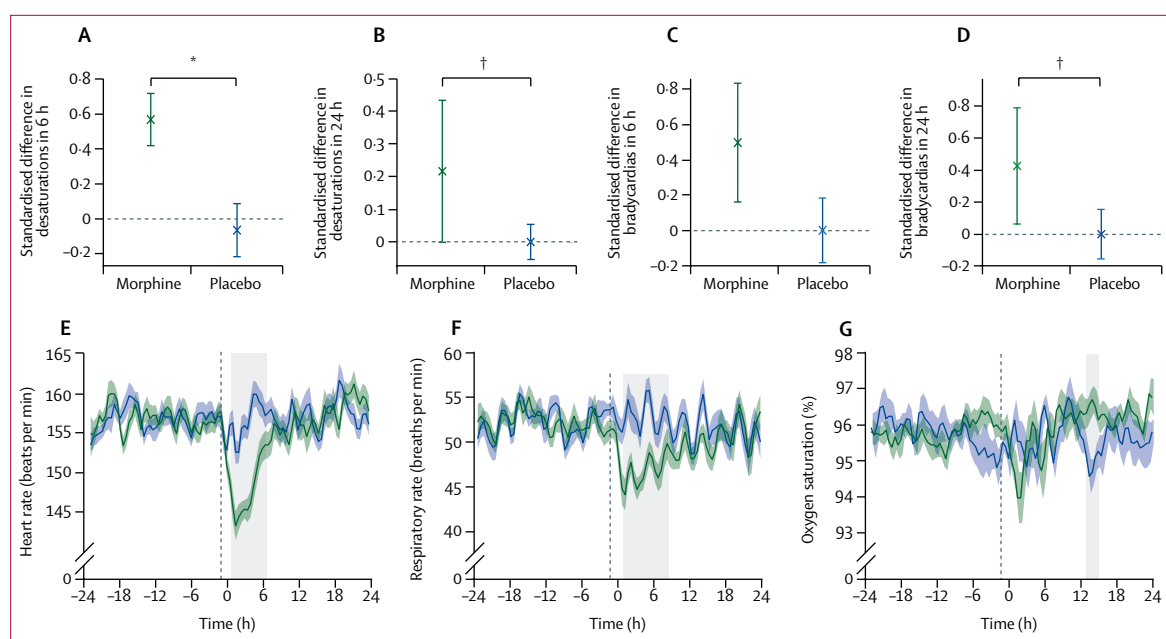 A
Standardised difference in
desaturations in 6 h
0·8
0·6
0·4
0·2
0
–0·2
*
Morphine
Placebo
B
Standardised difference in
desaturations in 24 h
0·5
0·4
0·3
0·2
0·1
0
†
Morphine
Placebo
C
Standardised difference in
bradycardias in 6 h
0·8
0·6
0·4
0·2
0
–0·2
Morphine
Placebo
D
Standardised difference in
bradycardias in 24 h
0·8
0·6
0·4
0·2
0
–0·2
†
Morphine
Placebo
E
Heart rate (beats per min)
165
160
155
150
145
0
–24 –18 –12 –6 0 6 12 18 24
Time (h)
F
Respiratory rate (breaths per min)
60
55
50
45
40
0
–24 –18 –12 –6 0 6 12 18 24
Time (h)
G
Oxygen saturation (%)
98
97
96
95
94
93
0
–24 –18 –12 –6 0 6 12 18 24
Time (h)